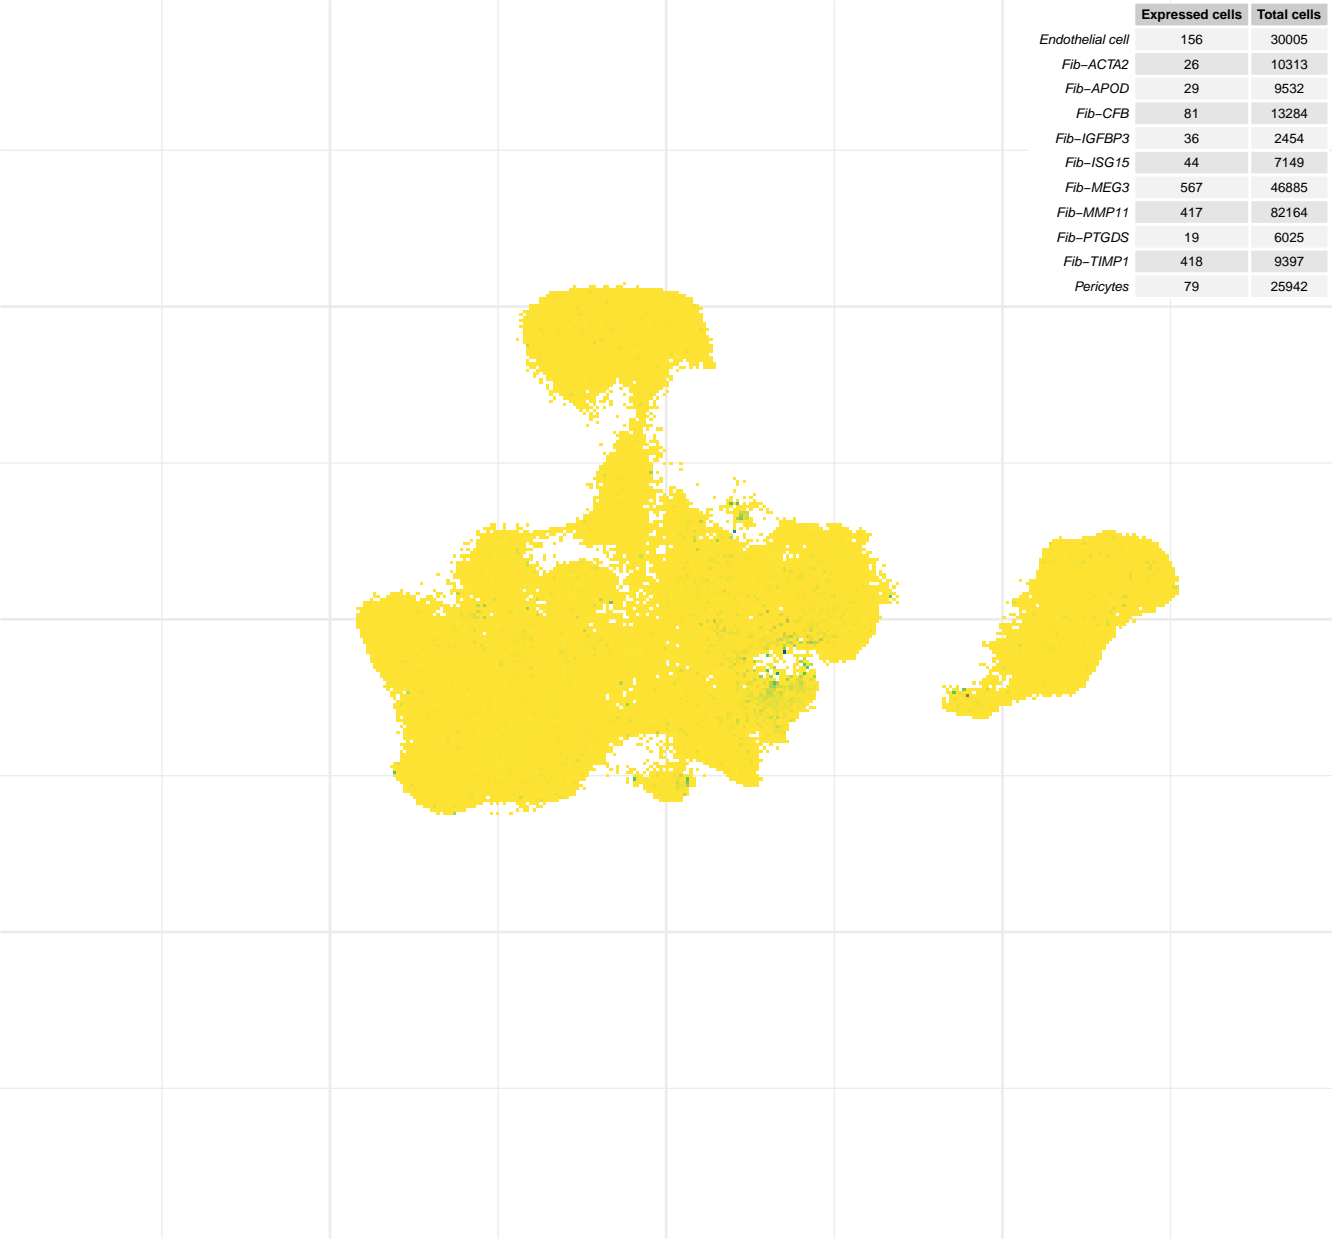 Expressed cells Total cells
Endothelial cell 156 30005
Fib−ACTA2 26 10313
Fib−APOD 29 9532
Fib−CFB 81 13284
Fib−IGFBP3 36 2454
Fib−ISG15 44 7149
Fib−MEG3 567 46885
Fib−MMP11 417 82164
Fib−PTGDS 19 6025
Fib−TIMP1 418 9397
Pericytes 79 25942